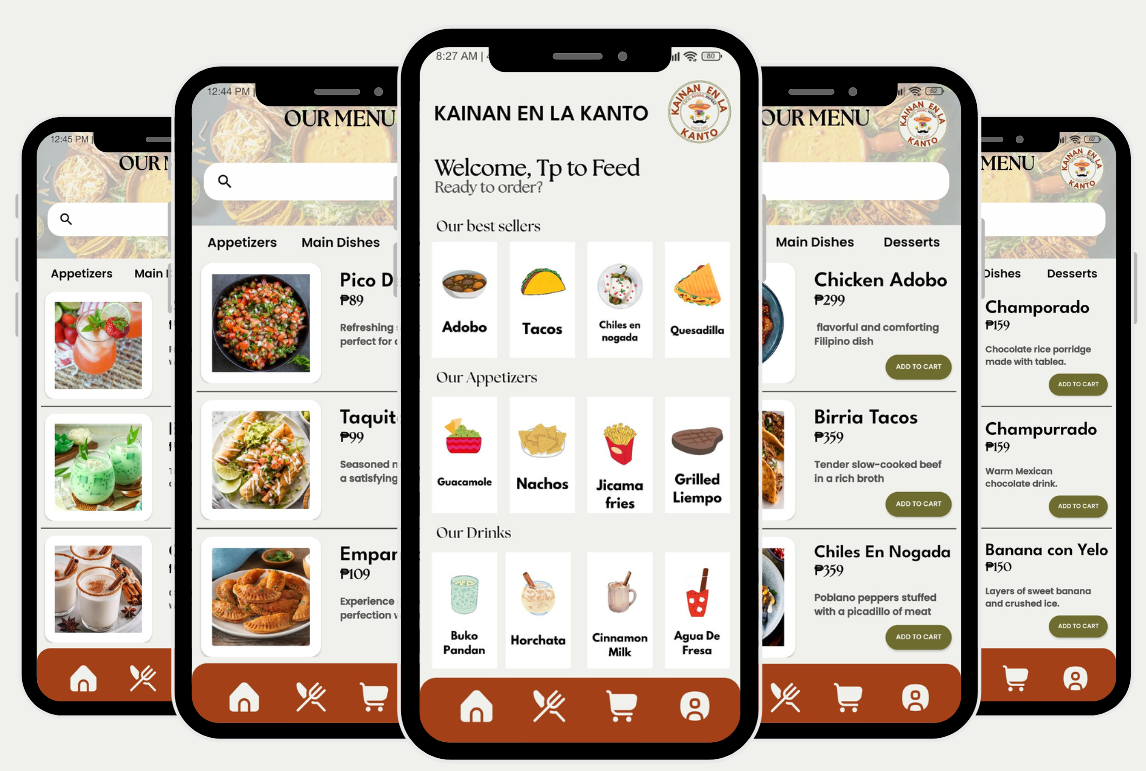 12:45 PM |
OUR M
Appetizers Main
12:44 PM |
OUR MENU
Appetizers Main Dishes
Pico D
₱89
Refreshing
perfect for
Taquit
₱99
Seasoned
a satisfying
Empar
₱109
Experience
perfection
8:27 AM |
80
KAINAN EN LA KANTO
KAINAN EN LA
KANTO
Welcome, Tp to Feed
Ready to order?
Our best sellers
Adobo
Tacos
Chiles en
nogada
Quesadilla
Our Appetizers
Guacamole
Nachos
Jicama
fries
Grilled
Liempo
Our Drinks
Buko
Pandan
Horchata
Cinnamon
Milk
Agua De
Fresa
OUR MENU
KAINAN EN LA
KANTO
Main Dishes Desserts
Chicken Adobo
₱299
flavorful and comforting
Filipino dish
ADD TO CART
Birria Tacos
₱359
Tender slow-cooked beef
in a rich broth
ADD TO CART
Chiles En Nogada
₱359
Poblano peppers stuffed
with a picadillo of meat
ADD TO CART
MENU
KAINAN EN LA
KANTO
Dishes Desserts
Champorado
₱159
Chocolate rice porridge
made with tablea.
ADD TO CART
Champurrado
₱159
Warm Mexican
chocolate drink.
ADD TO CART
Banana con Yelo
₱150
Layers of sweet banana
and crushed ice.
ADD TO CART